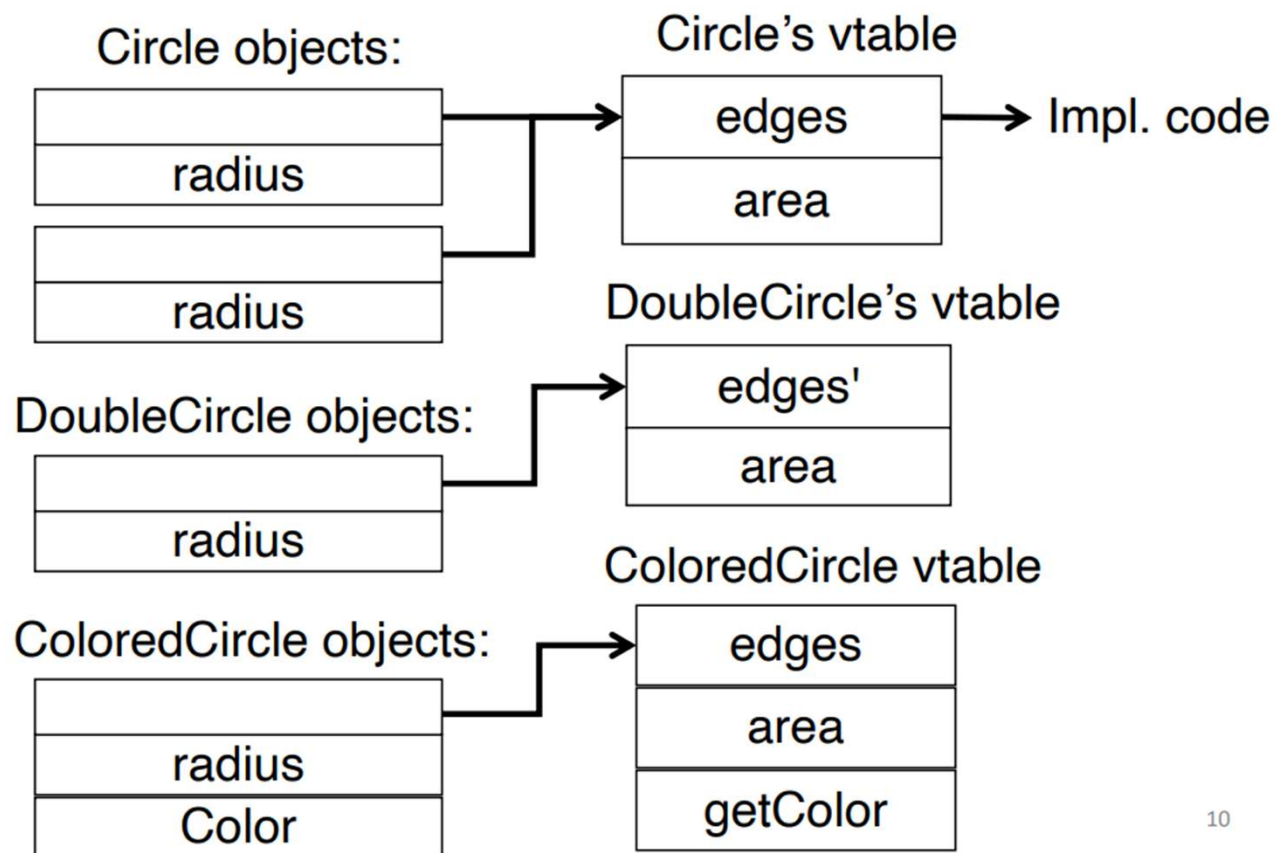 Circle objects:
radius
radius
Circle’s vtable
edges
Impl. code
area
DoubleCircle objects:
radius
DoubleCircle’s vtable
edges'
area
ColoredCircle objects:
radius
Color
ColoredCircle vtable
edges
area
getColor
10